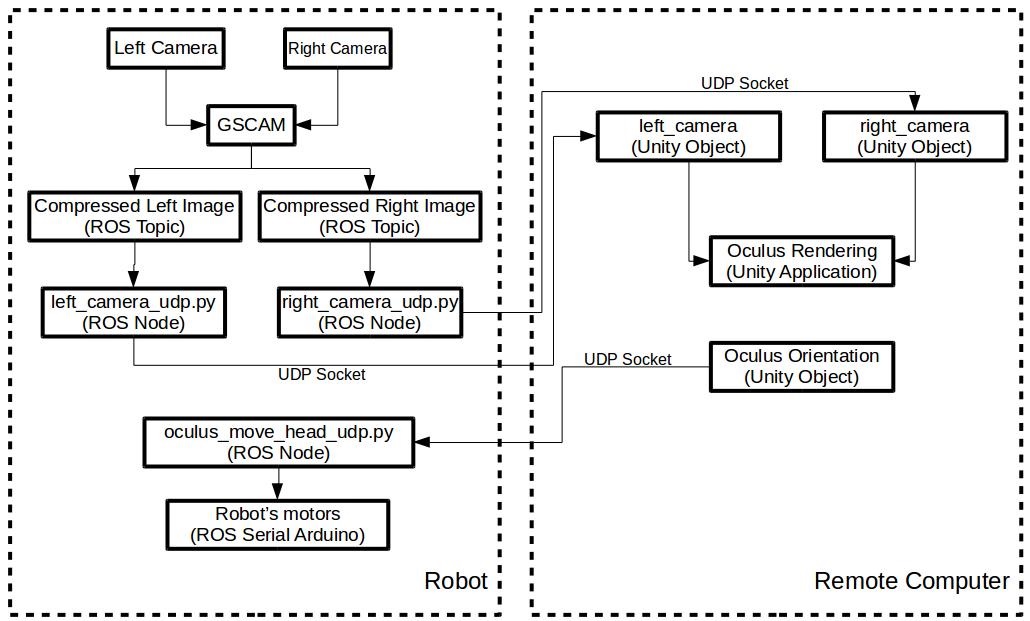 Left Camera
Right Camera
GSCAM
Compressed Left Image
(ROS Topic)
Compressed Right Image
(ROS Topic)
left_camera_udp.py
(ROS Node)
right_camera_udp.py
(ROS Node)
UDP Socket
oculus_move_head_udp.py
(ROS Node)
Robot's motors
(ROS Serial Arduino)
Robot
UDP Socket
left_camera
(Unity Object)
right_camera
(Unity Object)
Oculus Rendering
(Unity Application)
UDP Socket
Oculus Orientation
(Unity Object)
Remote Computer